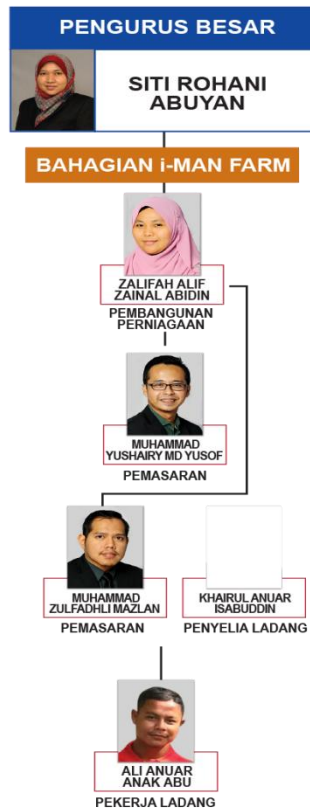 PENGURUS BESAR
SITI ROHANI
ABUYAN
BAHAGIAN i-MAN FARM
ZALIFAH ALIF
ZAINAL ABIDIN
PEMBANGUNAN
PERNIAGAAN
MUHAMMAD
YUSHAIRY MD YUSOF
PEMASARAN
MUHAMMAD
ZULFADHLI MAZLAN
PEMASARAN
KHAIRUL ANUAR
ISABUDDIN
PENYELIA LADANG
ALI ANUAR
ANAK ABU
PEKERJA LADANG